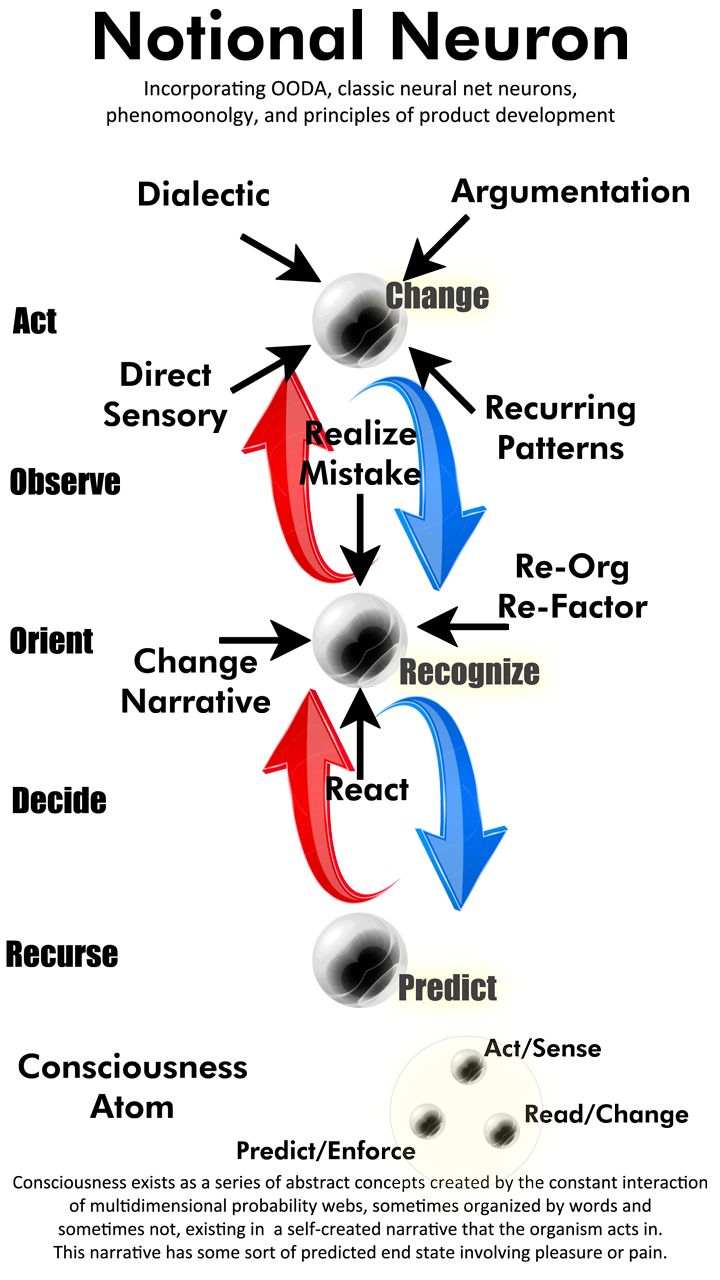 Notional Neuron
Incorporating OODA, classic neural net neurons,
phenomoonolgy, and principles of product development
Dialectic
Argumentation
Change
Act
Direct
Sensory
Recurring
Patterns
Realize
Mistake
Observe
Re-Org
Re-Factor
Orient
Change
Narrative
Recognize
React
Decide
Recurse
Predict
Consciousness
Atom
Act/Sense
Read/Change
Predict/Enforce
Consciousness exists as a series of abstract concepts created by the constant interaction
of multidimensional probability webs, sometimes organized by words and
sometimes not, existing in a self-created narrative that the organism acts in.
This narrative has some sort of predicted end state involving pleasure or pain.